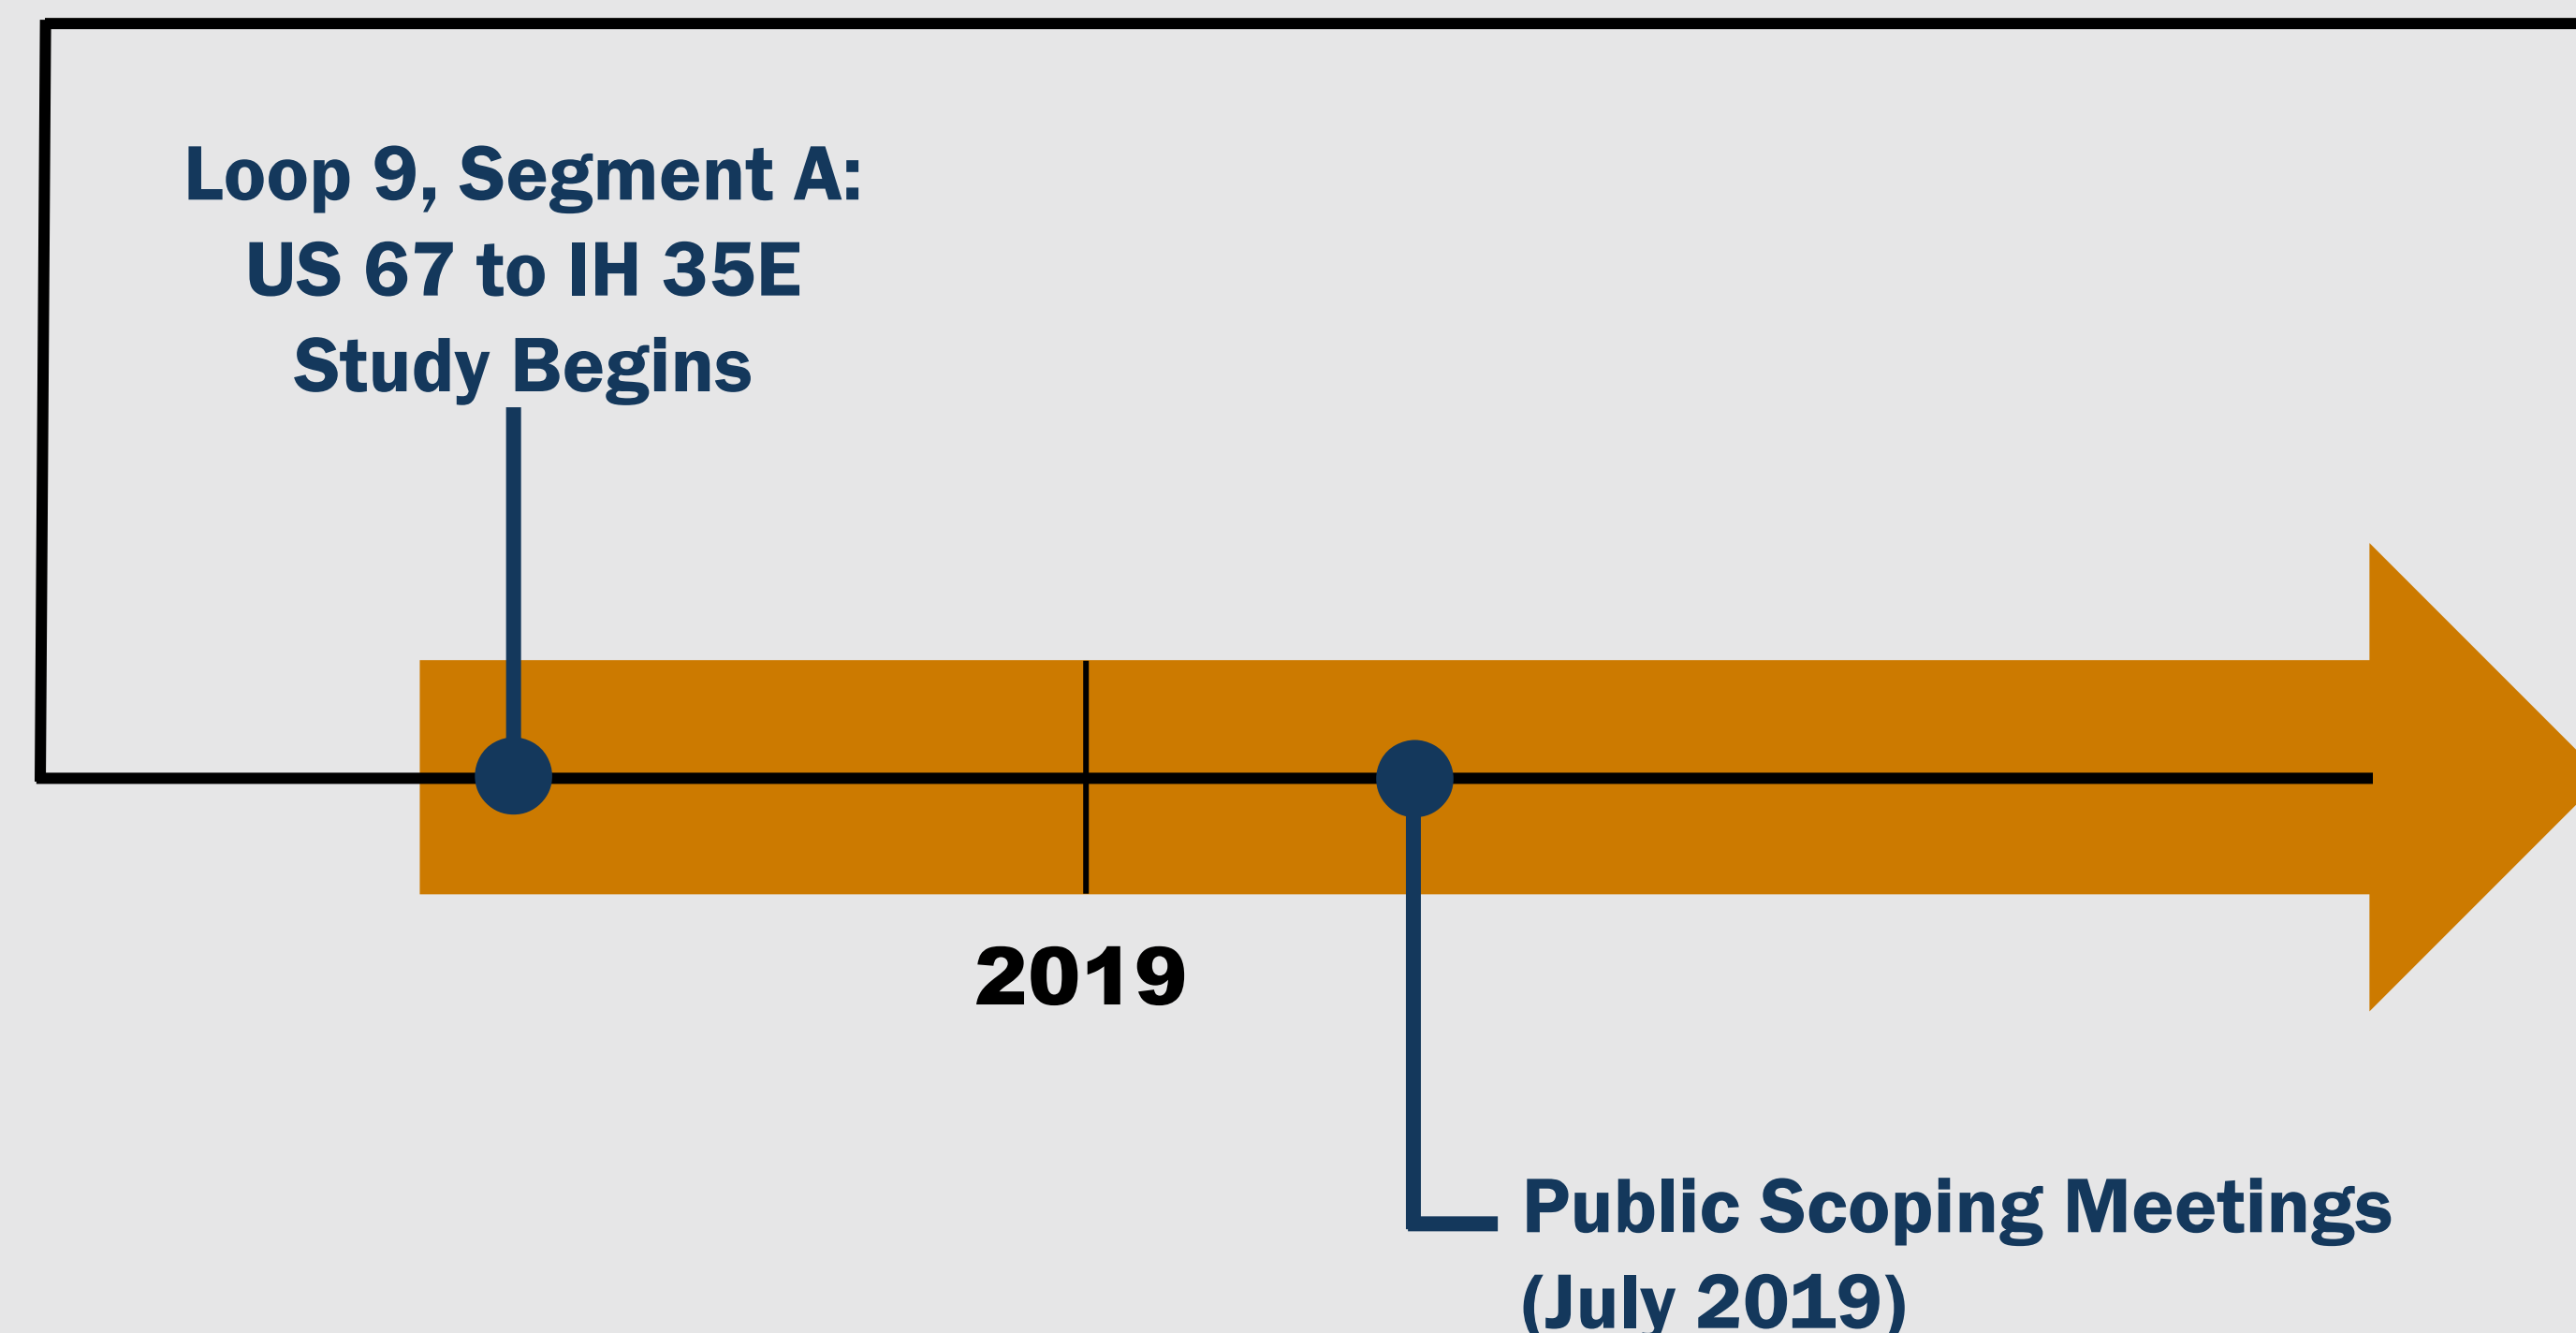 Loop 9, Segment A:
US 67 to IH 35E
Study Begins
2019
Public Scoping Meetings
(July 2019)